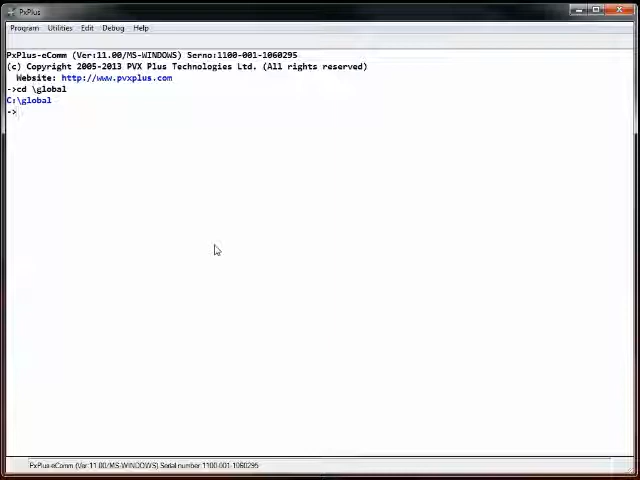 PxPlus
Program Utilities Edit Debug Help
PxPlus-eComm (Ver:11.00/MS-WINDOWS) Serno:1100-001-1060295
(c) Copyright 2005-2013 PVX Plus Technologies Ltd. (All rights reserved)
Website: http://www.pvxplus.com
->cd \global
C:\global
->
PxPlus-eComm (Ver:11.00/MS-WINDOWS) Serial number:1100-001-1060295